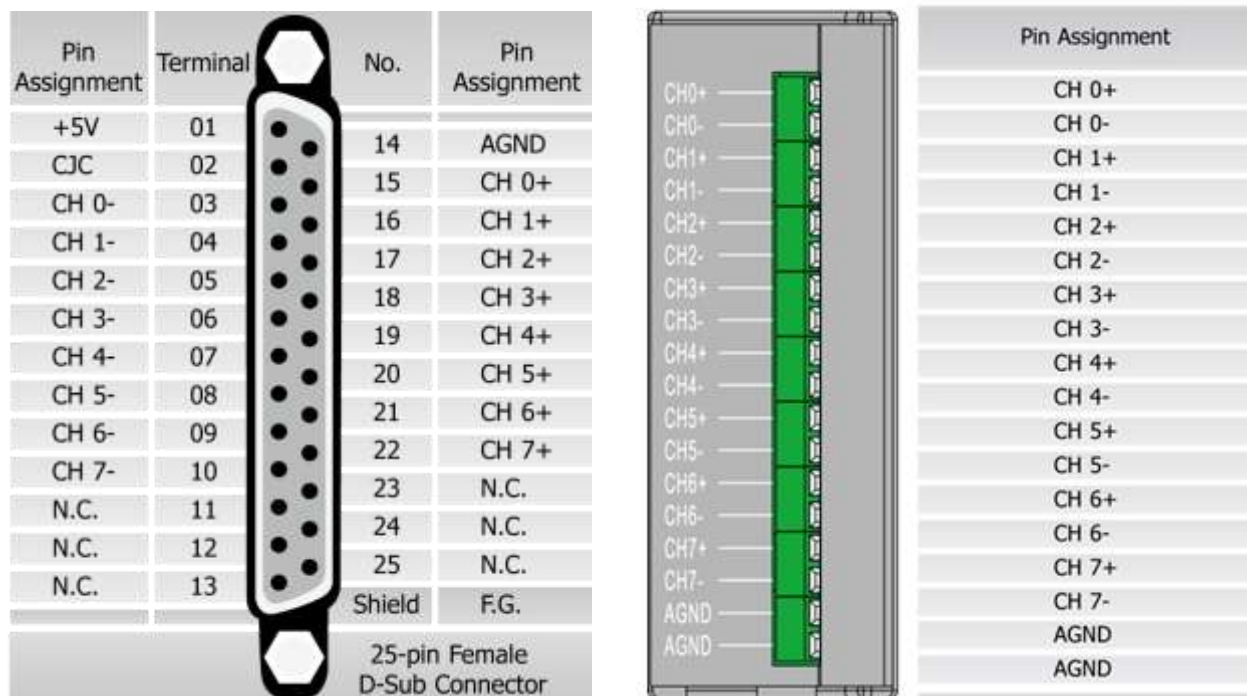 Pin Assignment Terminal No. Pin Assignment
+5V 01
14 AGND
CJC 02
15 CH 0+
CH 0- 03
16 CH 1+
CH 1- 04
17 CH 2+
CH 2- 05
18 CH 3+
CH 3- 06
19 CH 4+
CH 4- 07
20 CH 5+
CH 5- 08
21 CH 6+
CH 6- 09
22 CH 7+
CH 7- 10
23 N.C.
N.C. 11
24 N.C.
N.C. 12
25 N.C.
N.C. 13
Shield F.G.
25-pin Female
D-Sub Connector
CH0+
CH0-
CH1+
CH1-
CH2+
CH2-
CH3+
CH3-
CH4+
CH4-
CH5+
CH5-
CH6+
CH6-
CH7+
CH7-
AGND
AGND
Pin Assignment
CH 0+
CH 0-
CH 1+
CH 1-
CH 2+
CH 2-
CH 3+
CH 3-
CH 4+
CH 4-
CH 5+
CH 5-
CH 6+
CH 6-
CH 7+
CH 7-
AGND
AGND